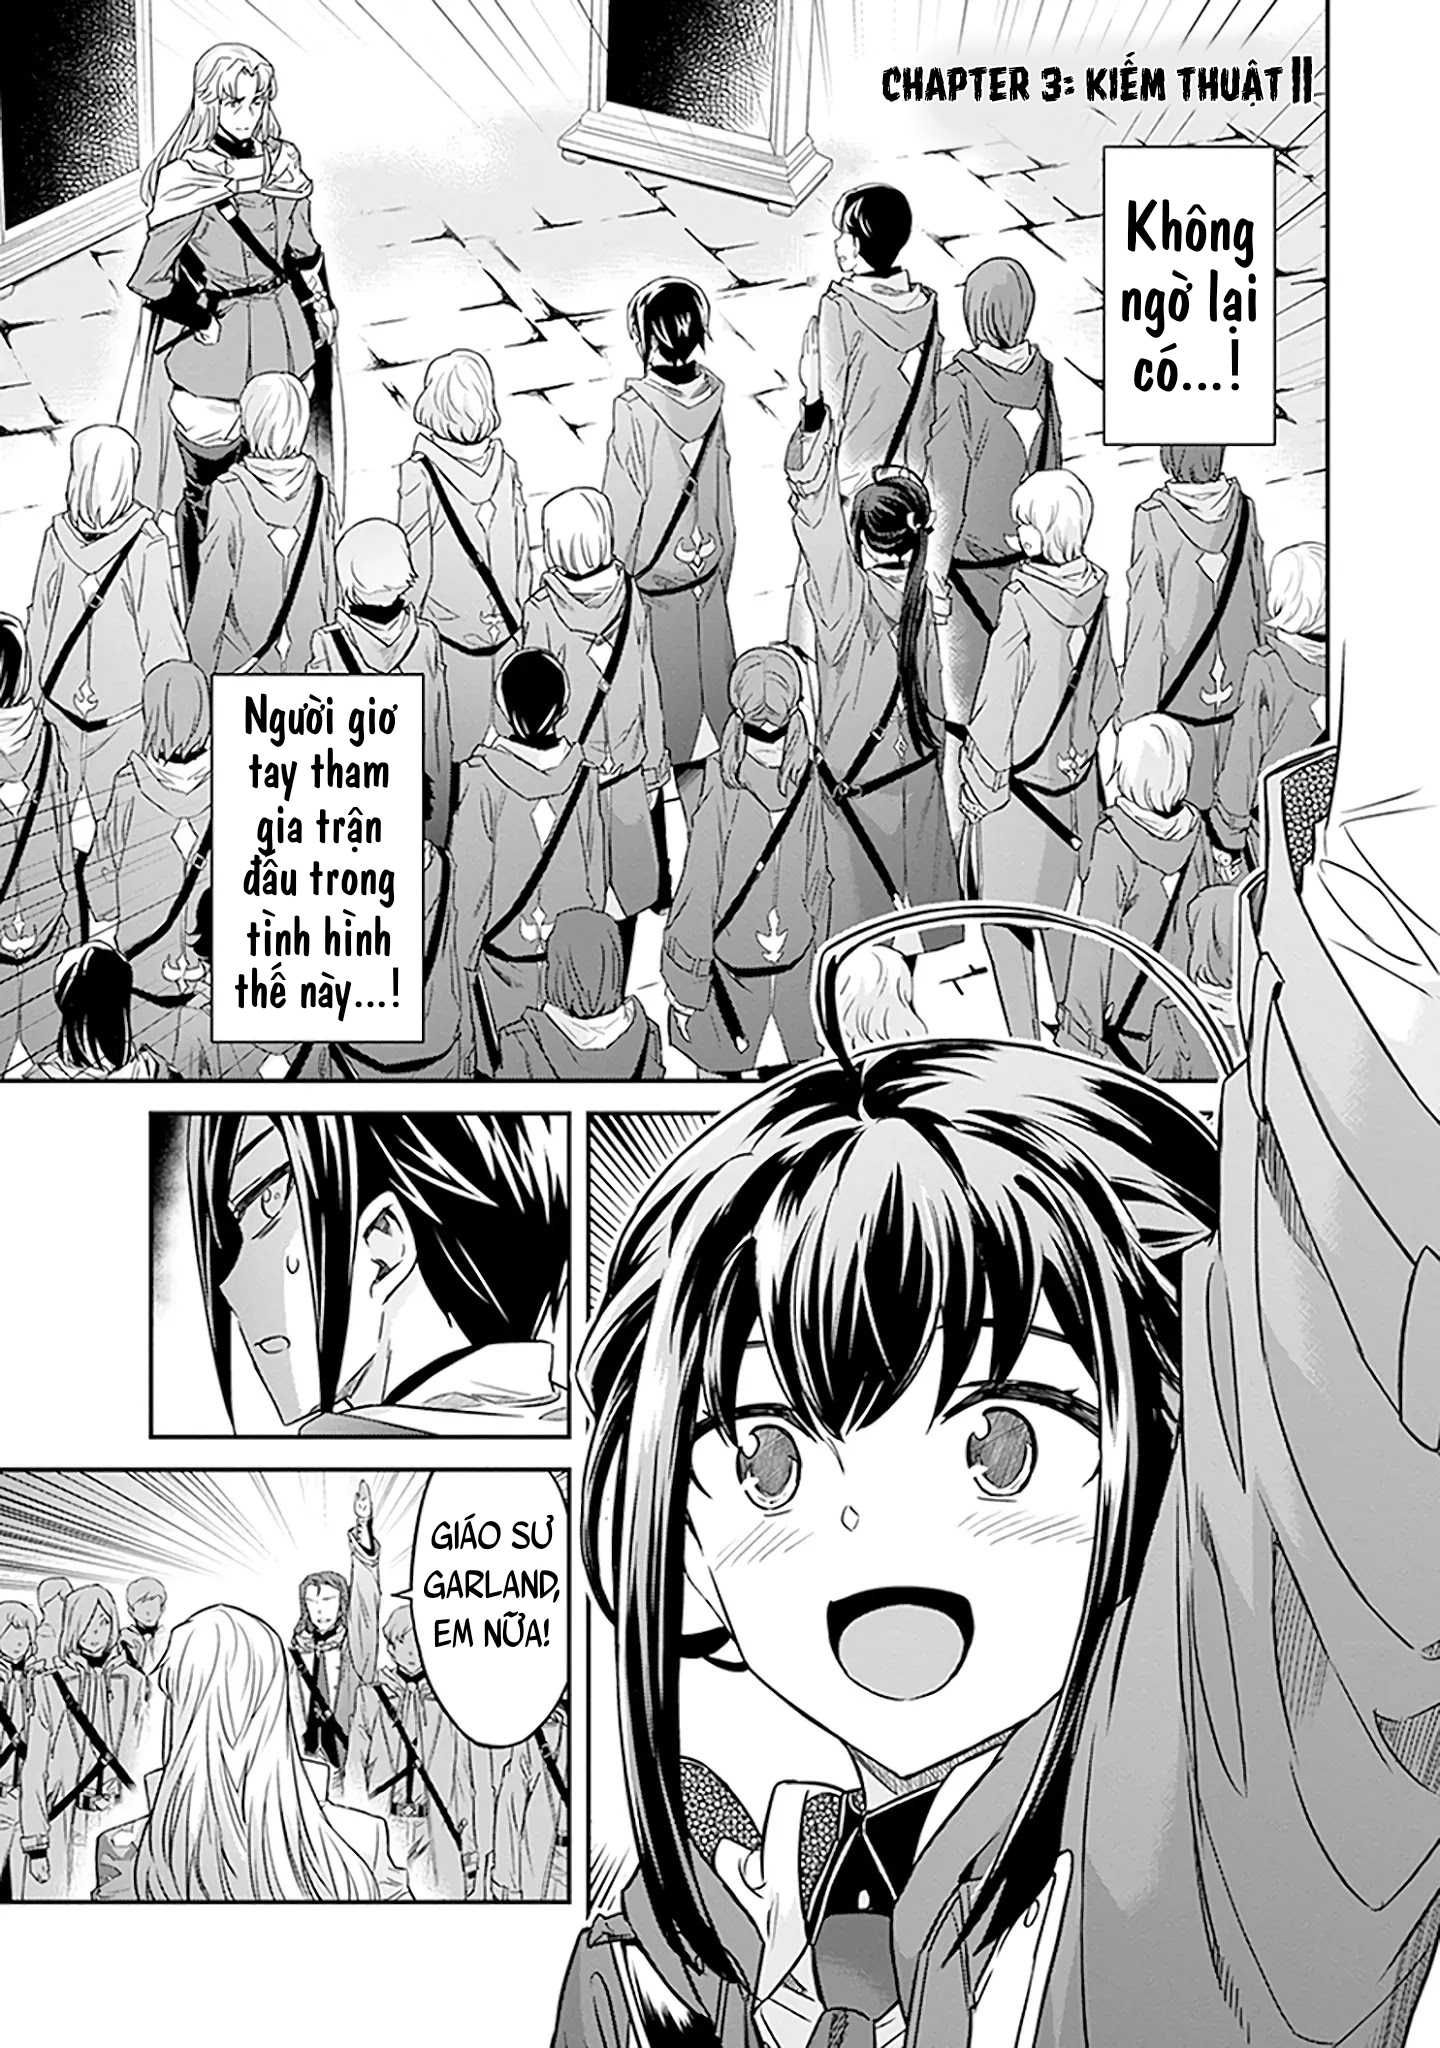 CHAPTER 3: KIẾM THUẬT II
Không
ngờ lại
có...!
Người giơ
tay tham
gia trận
đấu trong
tình hình
thế này...!
GIÁO SƯ
GARLAND,
EM NỮA!